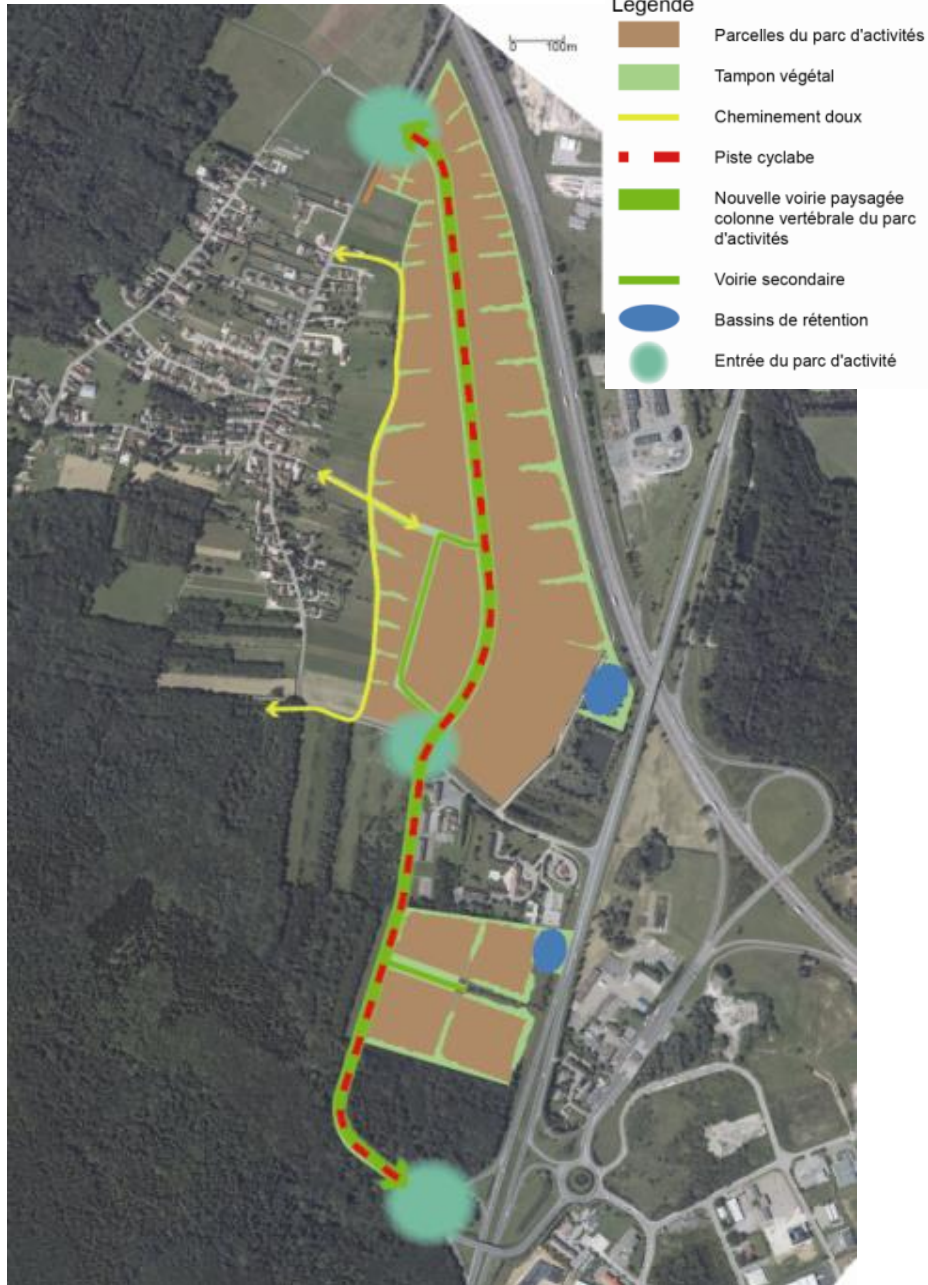 Légende
0 100m
Parcelles du parc d'activités
Tampon végétal
Cheminement doux
Piste cyclabe
Nouvelle voirie paysagée
colonne vertébrale du parc
d'activités
Voirie secondaire
Bassins de rétention
Entrée du parc d'activité